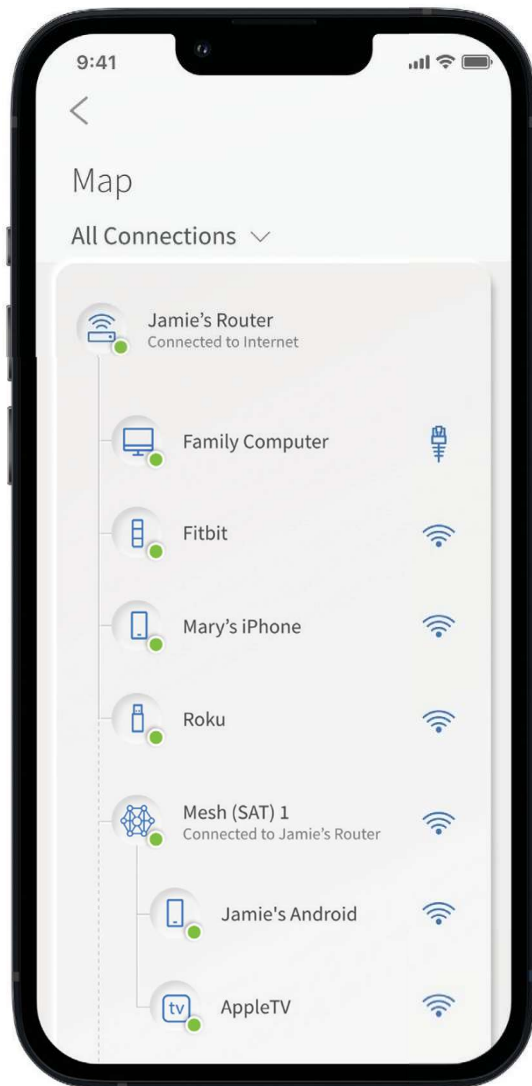 9:41
Map
All Connections
Jamie’s Router
Connected to Internet
Family Computer
Fitbit
Mary’s iPhone
Roku
Mesh (SAT) 1
Connected to Jamie’s Router
Jamie's Android
tv
AppleTV